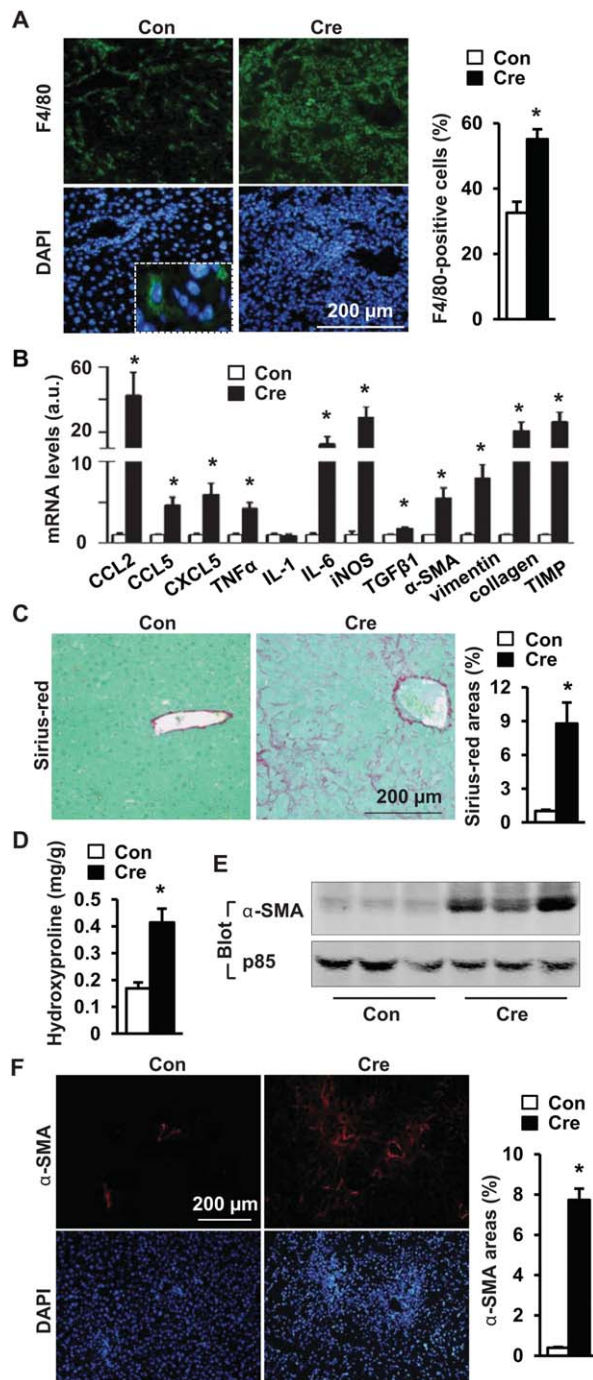 A
Con
Cre
F4/80
DAPI
200 μm
Con
Cre
*
F4/80-positive cells (%)
60
40
20
0
B
mRNA levels (a.u.)
60
20
10
5
0
Con
Cre
* * * * * * * * * * *
CCL2 CCL5 CXCL5 TNFα IL-1 IL-6 iNOS TGFβ1 α-SMA vimentin collagen TIMP
C
Con
Cre
Sirius-red
200 μm
Con
Cre
*
Sirius-red areas (%)
12
9
6
3
0
D
Con
Cre
*
Hydroxyproline (mg/g)
0.5
0.4
0.3
0.2
0.1
0
E
Blot
α-SMA
p85
Con
Cre
F
Con
Cre
α-SMA
200 μm
DAPI
Con
Cre
*
α-SMA areas (%)
10
8
6
4
2
0